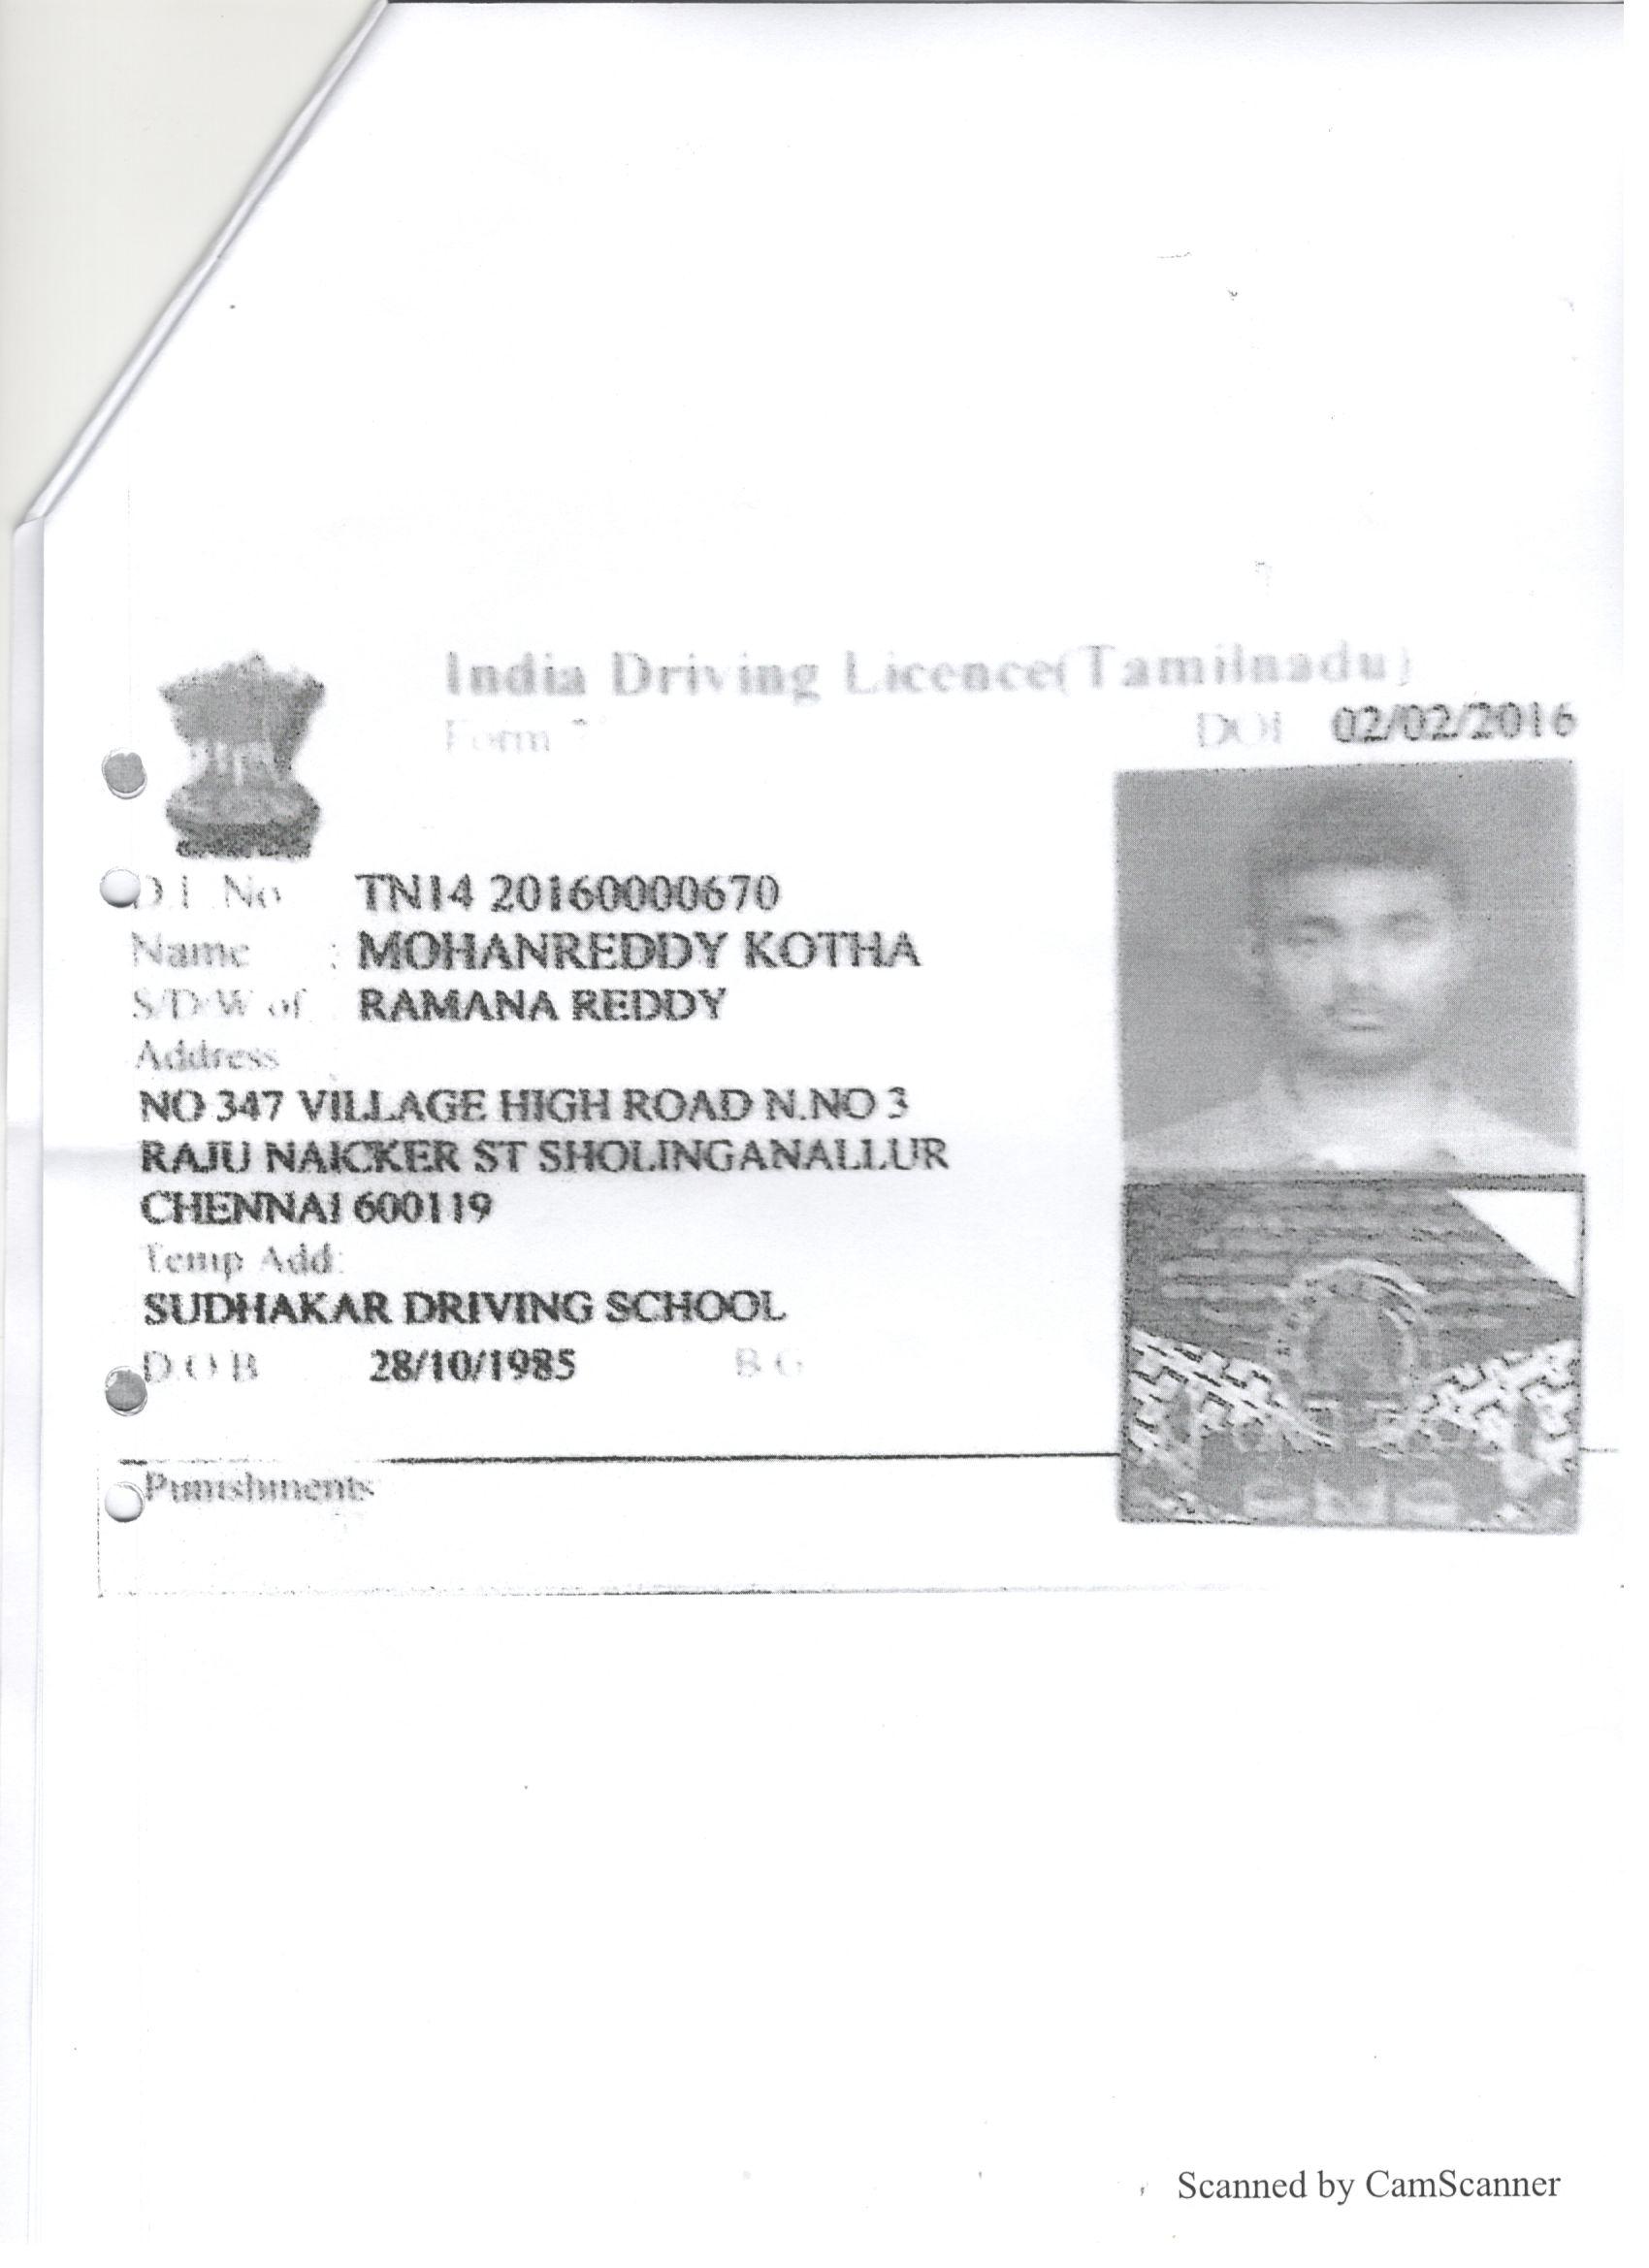 India Driving Licence(Tamilnadu)
Form 7
DOI 02/02/2016
D.L.No TN14 20160000670
Name : MOHANREDDY KOTHA
S/D/W of RAMANA REDDY
Address
NO 347 VILLAGE HIGH ROAD N.NO 3
RAJU NAICKER ST SHOLINGANALLUR
CHENNAI 600119
Temp Add:
SUDHAKAR DRIVING SCHOOL
D.O.B 28/10/1985 B G
Punishments
Scanned by CamScanner